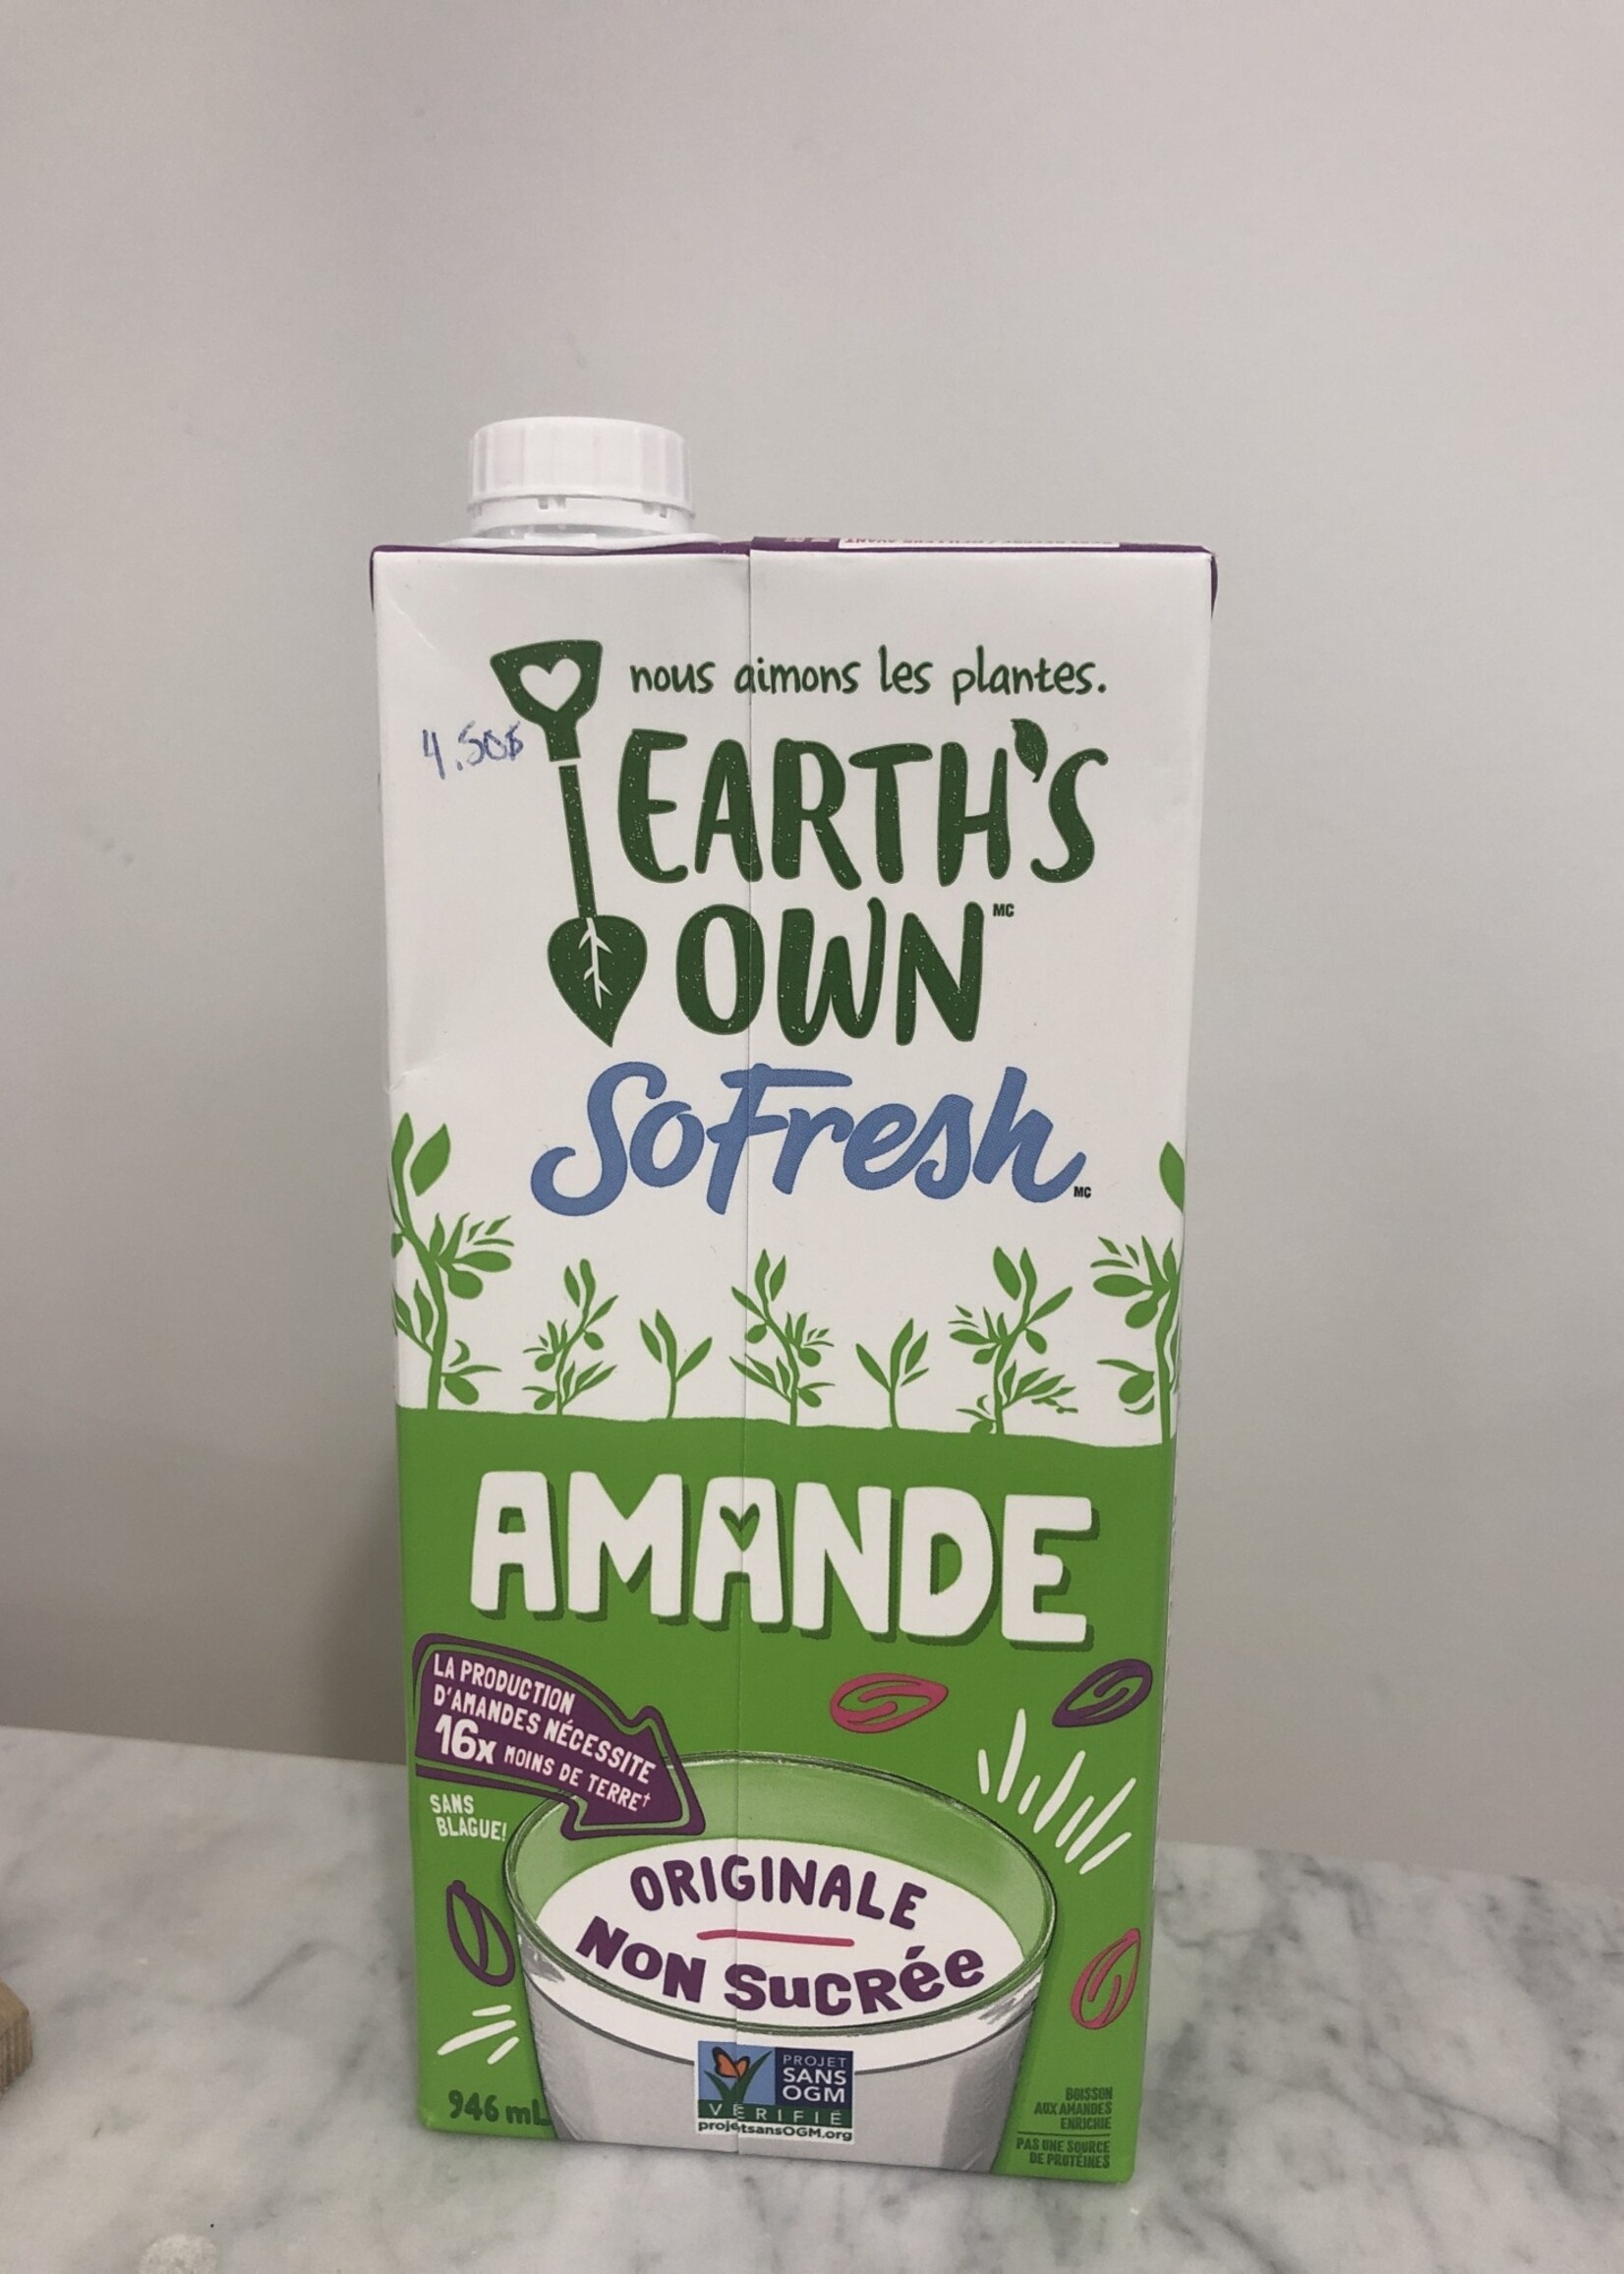 nous aimons les plantes.
4.50$
EARTH'S
OWN MC
SoFresh MC
AMANDE
LA PRODUCTION
D'AMANDES NÉCESSITE
16x MOINS DE TERRE†
SANS
BLAGUE!
ORIGINALE
NON SuCRée
PROJET
SANS
OGM
VÉRIFIÉ
projetsansOGM.org
946 mL
BOISSON
AUX AMANDES
ENRICHIE
PAS UNE SOURCE
DE PROTÉINES